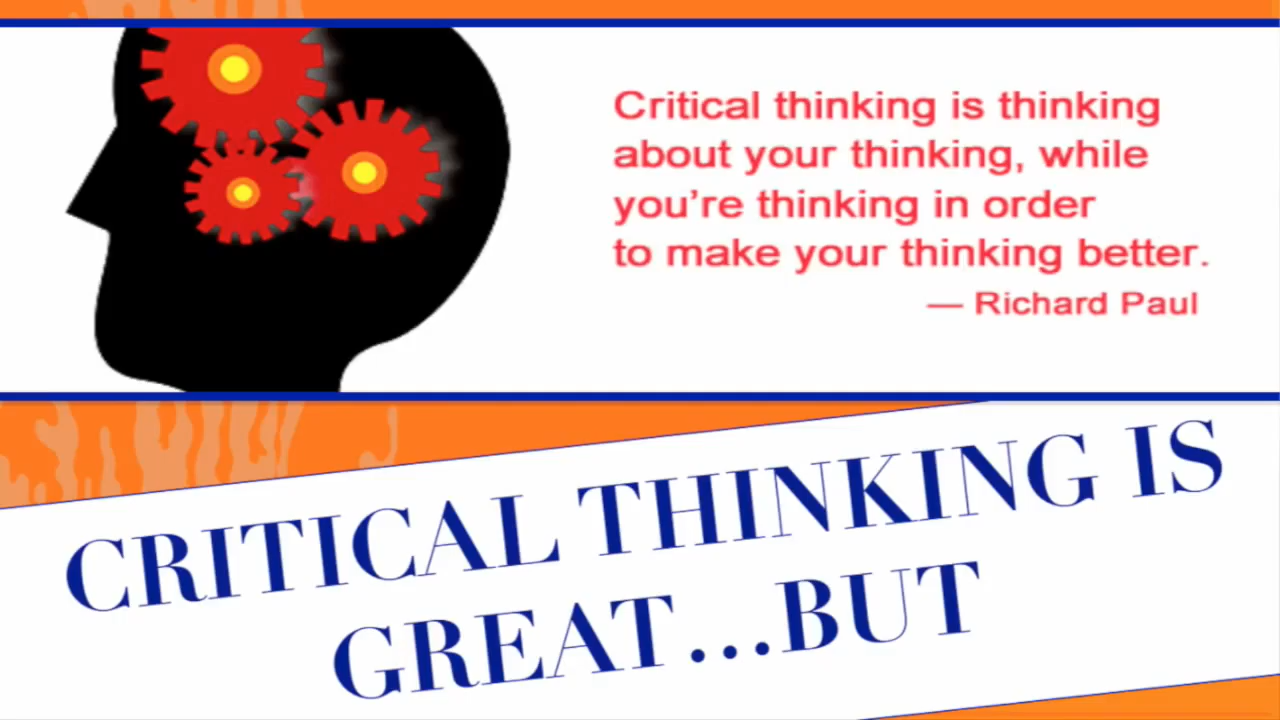 Critical thinking is thinking
about your thinking, while
you’re thinking in order
to make your thinking better.
— Richard Paul
CRITICAL THINKING IS
GREAT...BUT